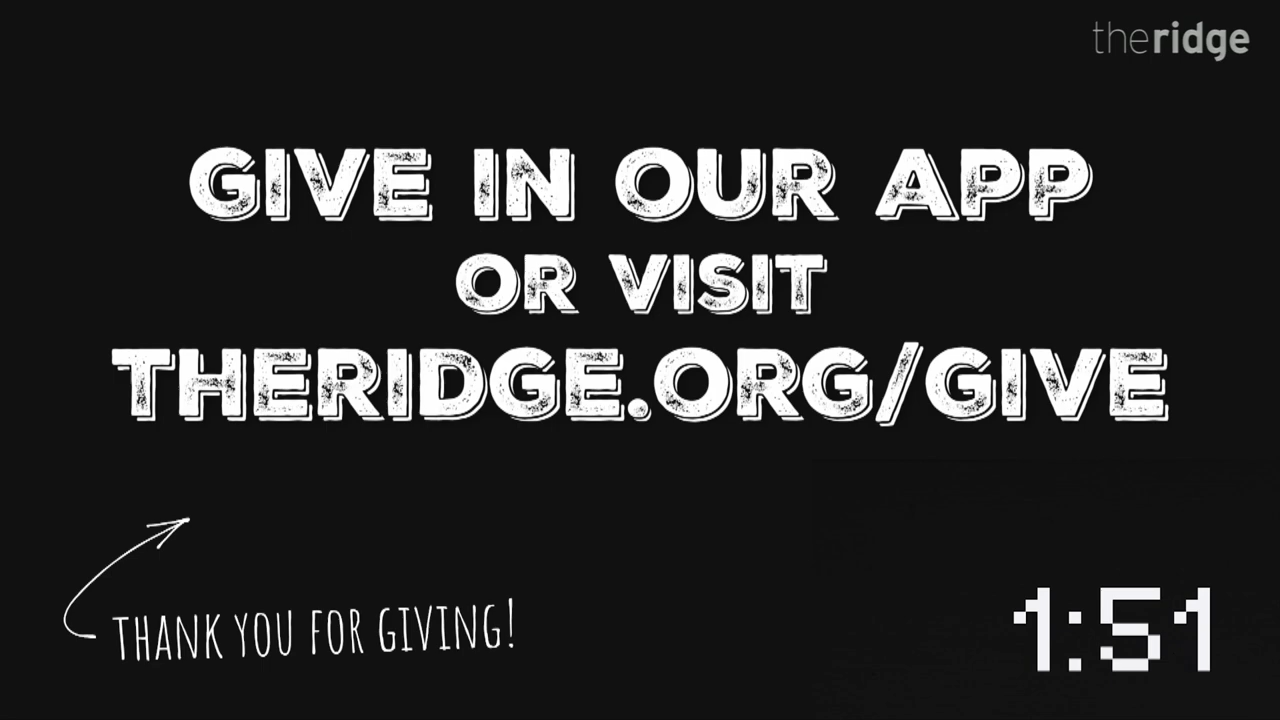 theridge
GIVE IN OUR APP
OR VISIT
THERIDGE.ORG/GIVE
THANK YOU FOR GIVING!
1:51